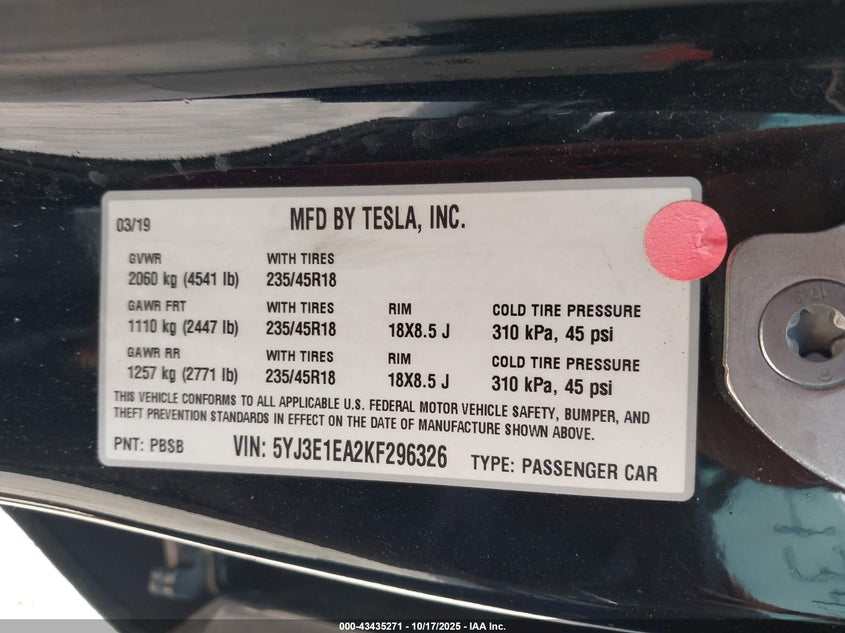 03/19 MFD BY TESLA, INC.
GVWR WITH TIRES
2060 kg (4541 lb) 235/45R18
GAWR FRT WITH TIRES RIM COLD TIRE PRESSURE
1110 kg (2447 lb) 235/45R18 18X8.5 J 310 kPa, 45 psi
GAWR RR WITH TIRES RIM COLD TIRE PRESSURE
1257 kg (2771 lb) 235/45R18 18X8.5 J 310 kPa, 45 psi
THIS VEHICLE CONFORMS TO ALL APPLICABLE U.S. FEDERAL MOTOR VEHICLE SAFETY, BUMPER, AND
THEFT PREVENTION STANDARDS IN EFFECT ON THE DATE OF MANUFACTURE SHOWN ABOVE.
PNT: PBSB VIN: 5YJ3E1EA2KF296326 TYPE: PASSENGER CAR
10.9
000-43435271 - 10/17/2025 - IAA Inc.